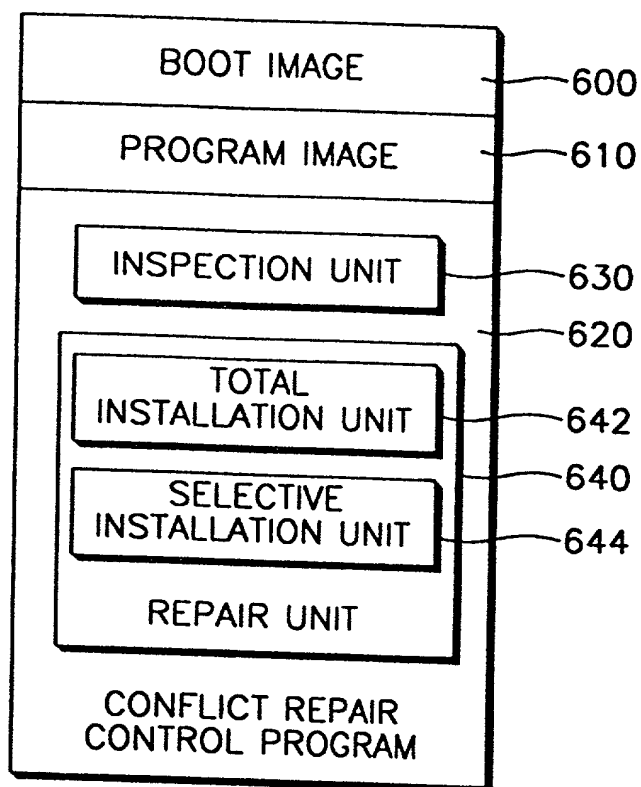 BOOT IMAGE
600
PROGRAM IMAGE
610
INSPECTION UNIT
630
620
TOTAL
INSTALLATION UNIT
642
640
SELECTIVE
INSTALLATION UNIT
644
REPAIR UNIT
CONFLICT REPAIR
CONTROL PROGRAM